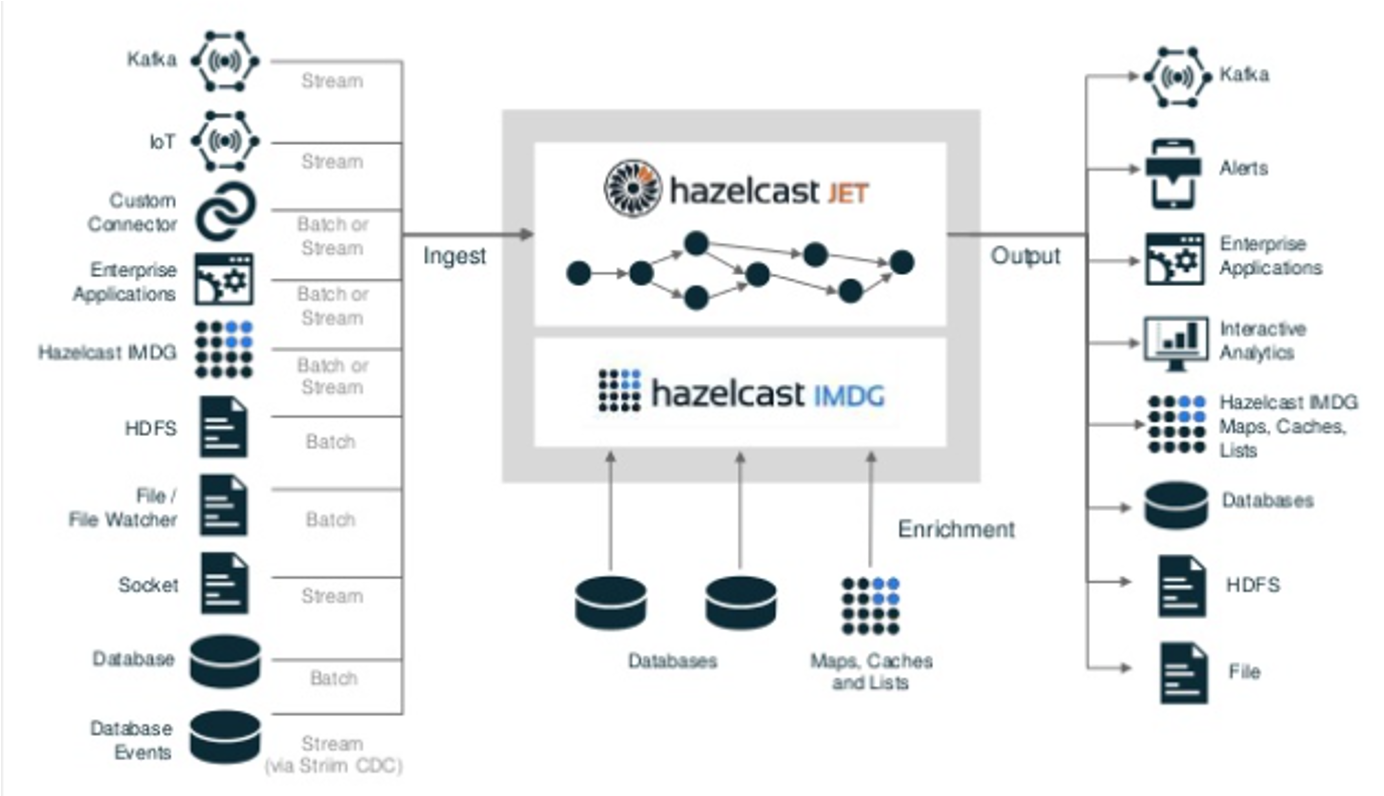 Kafka
Stream
IoT
Stream
Custom
Connector
Batch or
Stream
Enterprise
Applications
Batch or
Stream
Hazelcast IMDG
Batch or
Stream
HDFS
Batch
File /
File Watcher
Batch
Socket
Stream
Database
Batch
Database
Events
Stream
(via Striim CDC)
Ingest
hazelcast JET
hazelcast IMDG
Enrichment
Databases
Maps, Caches
and Lists
Output
Kafka
Alerts
Enterprise
Applications
Interactive
Analytics
Hazelcast IMDG
Maps, Caches,
Lists
Databases
HDFS
File